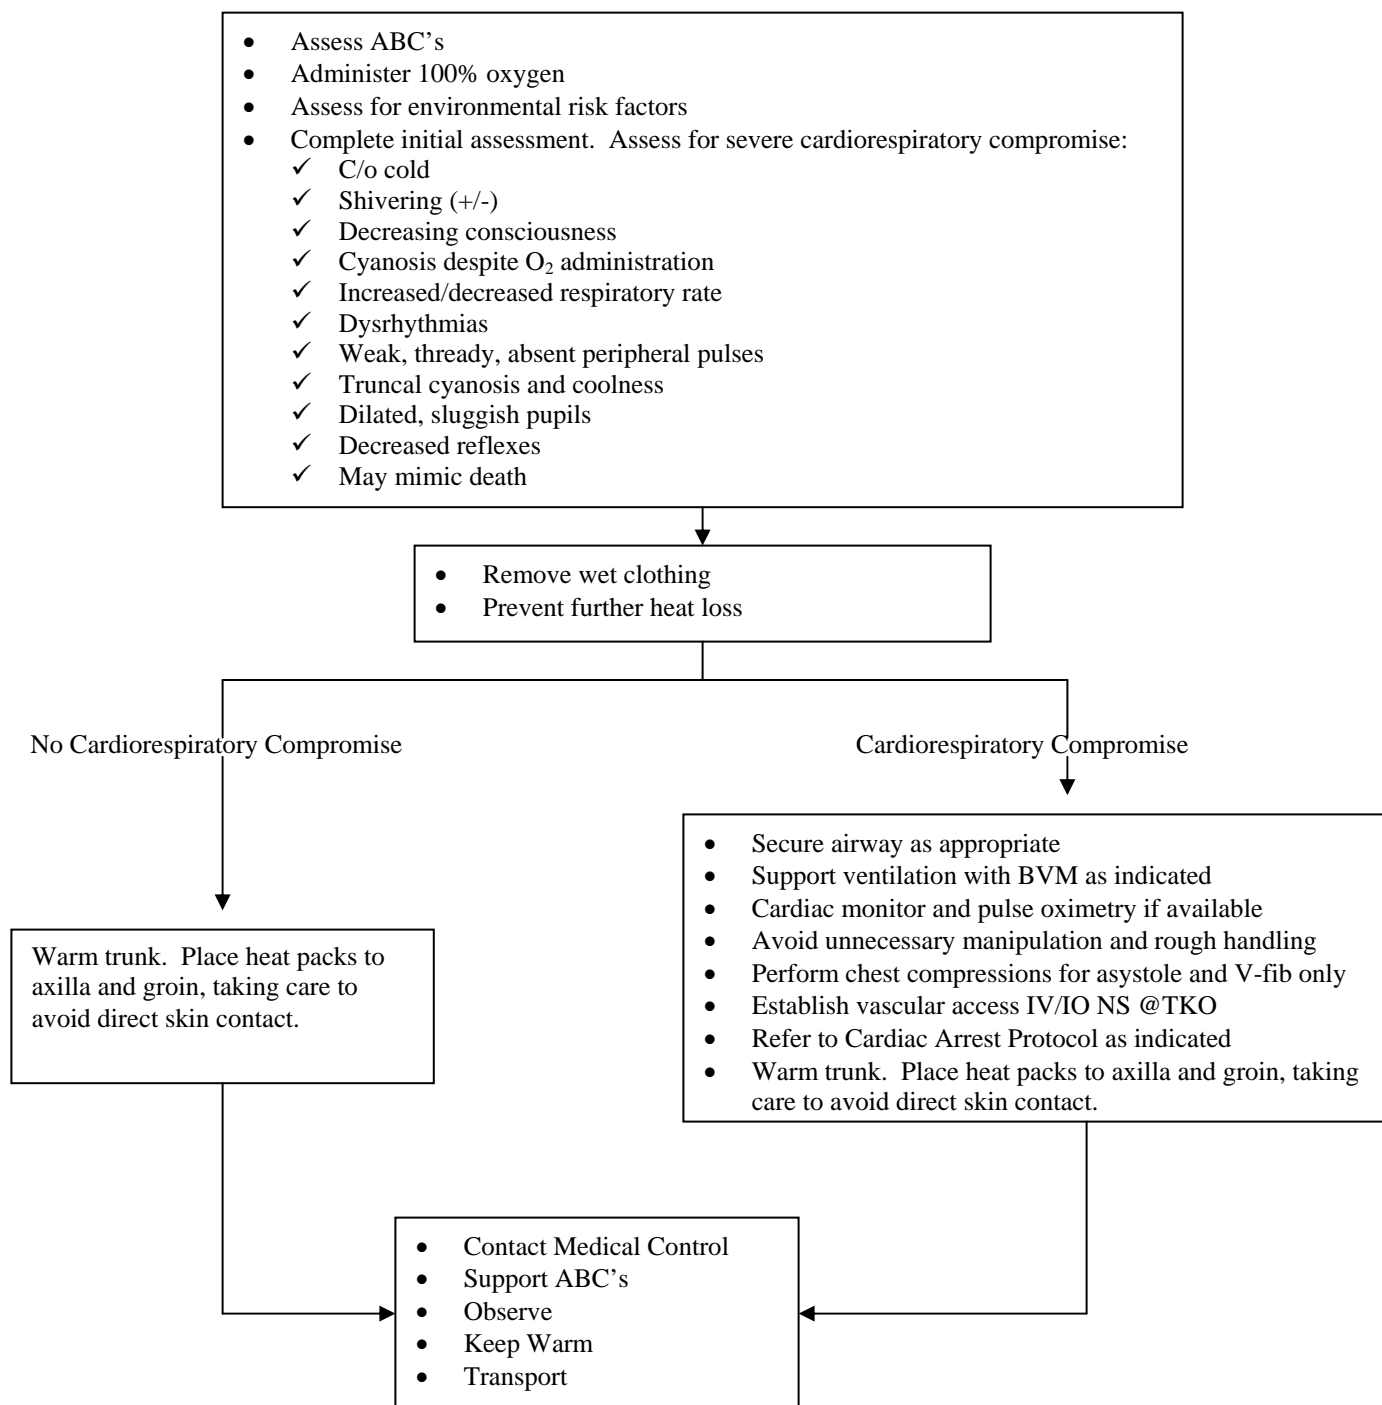 • Assess ABC’s
• Administer 100% oxygen
• Assess for environmental risk factors
• Complete initial assessment.  Assess for severe cardiorespiratory compromise:
✓ C/o cold
✓ Shivering (+/-)
✓ Decreasing consciousness
✓ Cyanosis despite O₂ administration
✓ Increased/decreased respiratory rate
✓ Dysrhythmias
✓ Weak, thready, absent peripheral pulses
✓ Truncal cyanosis and coolness
✓ Dilated, sluggish pupils
✓ Decreased reflexes
✓ May mimic death
• Remove wet clothing
• Prevent further heat loss
No Cardiorespiratory Compromise
Warm trunk.  Place heat packs to
axilla and groin, taking care to
avoid direct skin contact.
Cardiorespiratory Compromise
• Secure airway as appropriate
• Support ventilation with BVM as indicated
• Cardiac monitor and pulse oximetry if available
• Avoid unnecessary manipulation and rough handling
• Perform chest compressions for asystole and V-fib only
• Establish vascular access IV/IO NS @TKO
• Refer to Cardiac Arrest Protocol as indicated
• Warm trunk.  Place heat packs to axilla and groin, taking
care to avoid direct skin contact.
• Contact Medical Control
• Support ABC’s
• Observe
• Keep Warm
• Transport